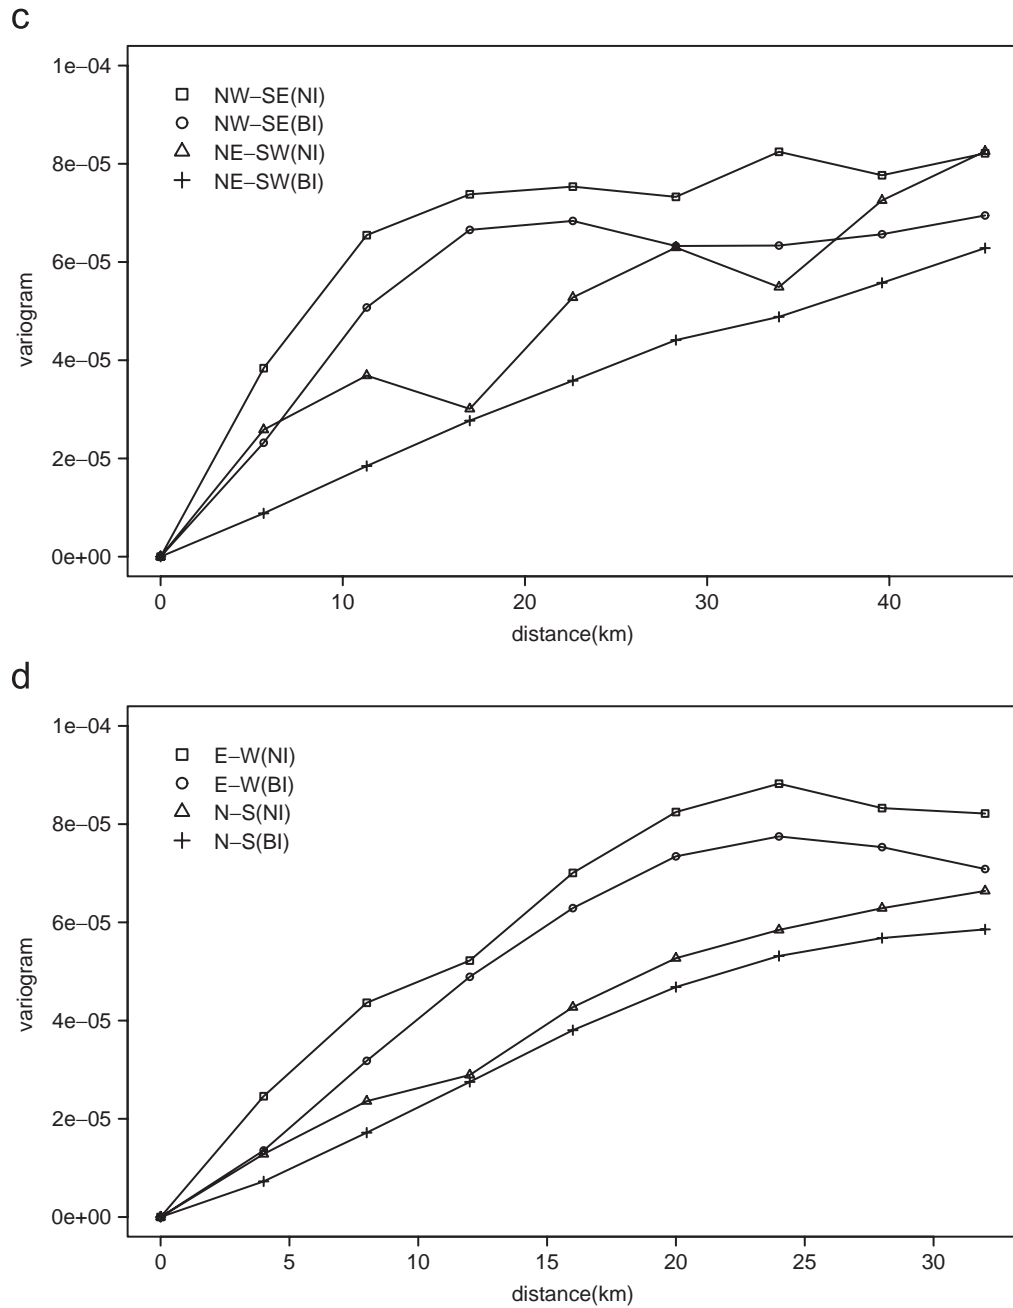 c
1e−04
8e−05
6e−05
4e−05
2e−05
0e+00
variogram
NW−SE(NI)
NW−SE(BI)
NE−SW(NI)
NE−SW(BI)
0 10 20 30 40
distance(km)
d
1e−04
8e−05
6e−05
4e−05
2e−05
0e+00
variogram
E−W(NI)
E−W(BI)
N−S(NI)
N−S(BI)
0 5 10 15 20 25 30
distance(km)